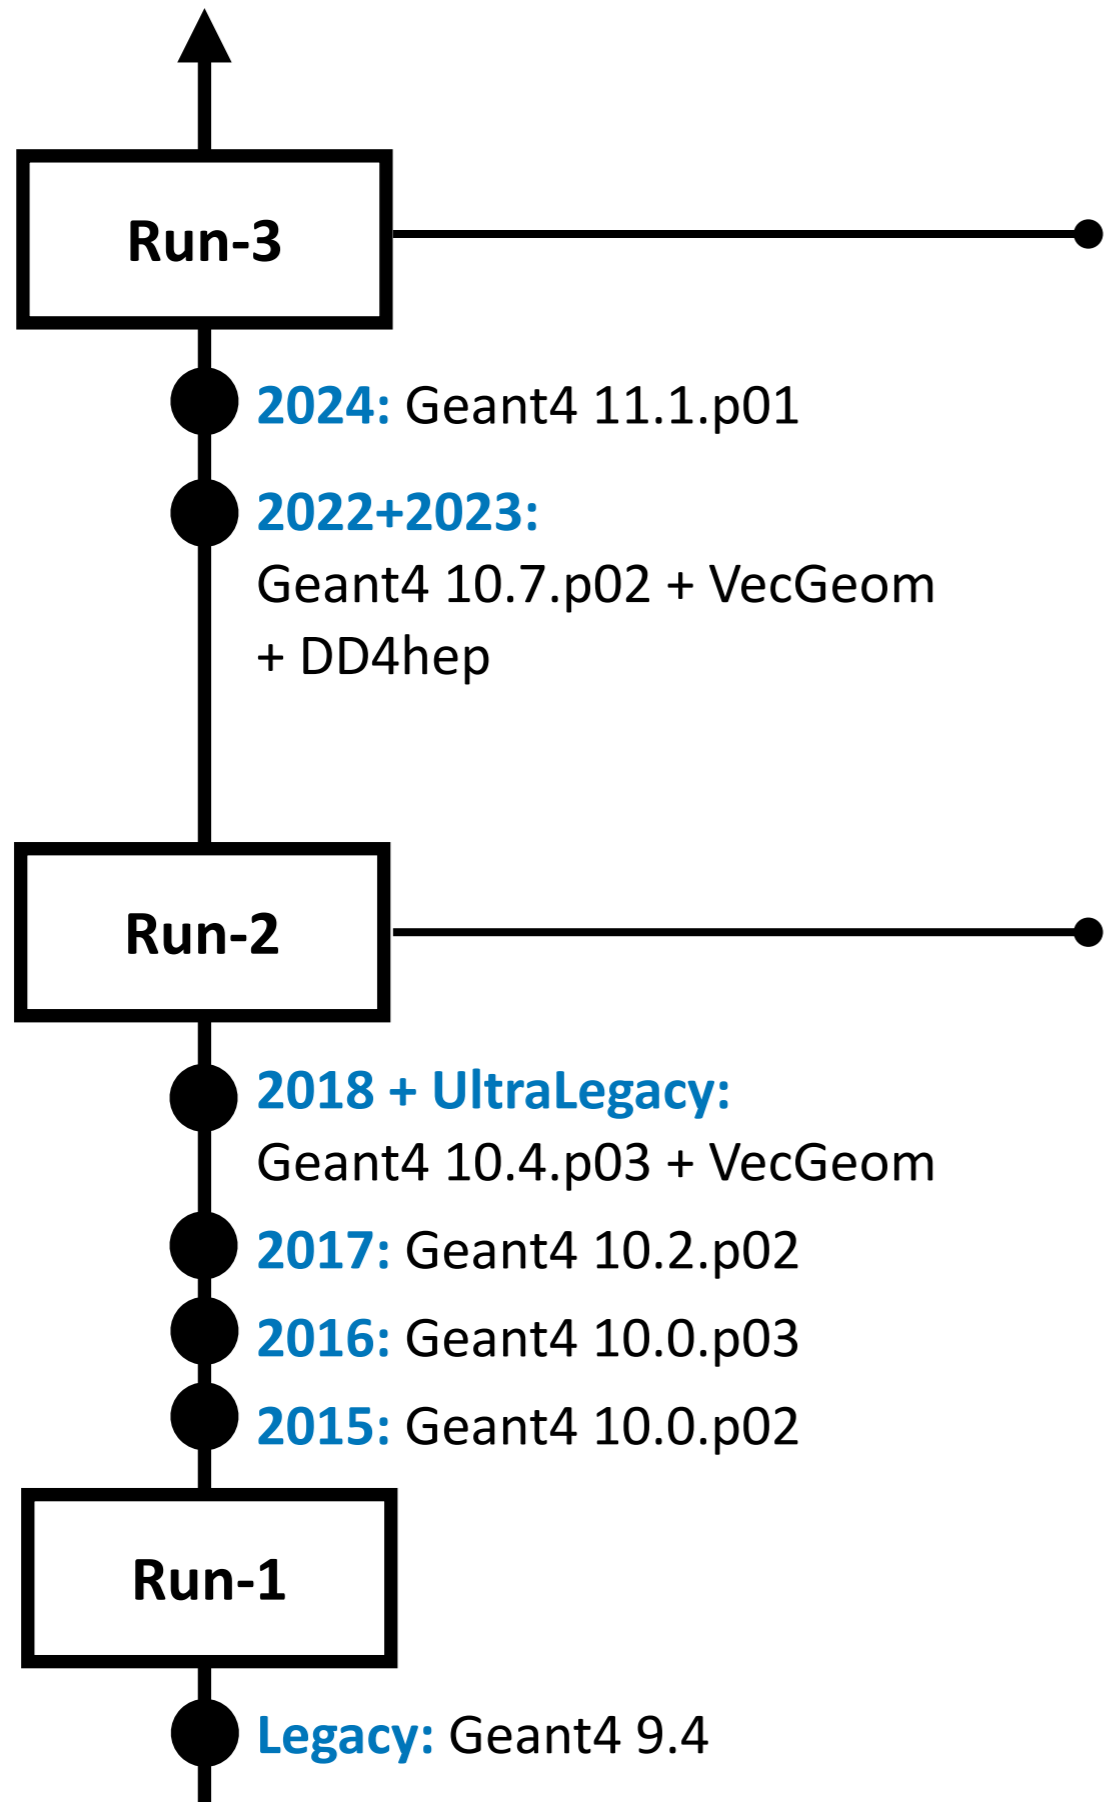 Run-3
2024: Geant4 11.1.p01
2022+2023:
Geant4 10.7.p02 + VecGeom
+ DD4hep
Run-2
2018 + UltraLegacy:
Geant4 10.4.p03 + VecGeom
2017: Geant4 10.2.p02
2016: Geant4 10.0.p03
2015: Geant4 10.0.p02
Run-1
Legacy: Geant4 9.4